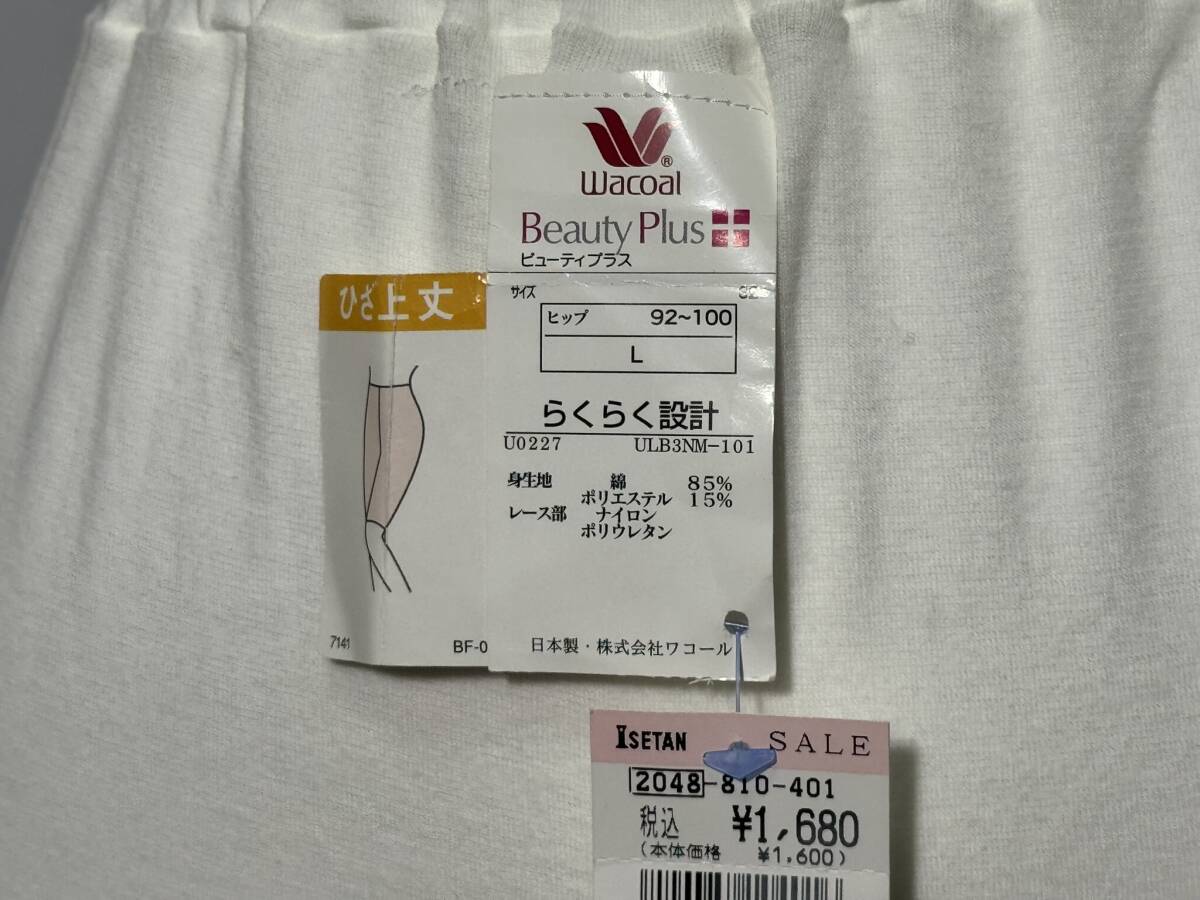 Wacoal®
Beauty Plus
ビューティプラス
ひざ上丈
7141 BF-0
サイズ
ヒップ 92~100
L
らくらく設計
U0227 ULB3NM-101
身生地 綿 85%
ポリエステル 15%
レース部 ナイロン
ポリウレタン
日本製・株式会社ワコール
ISETAN SALE
2048-810-401
税込 ¥1,680
(本体価格 ¥1,600)